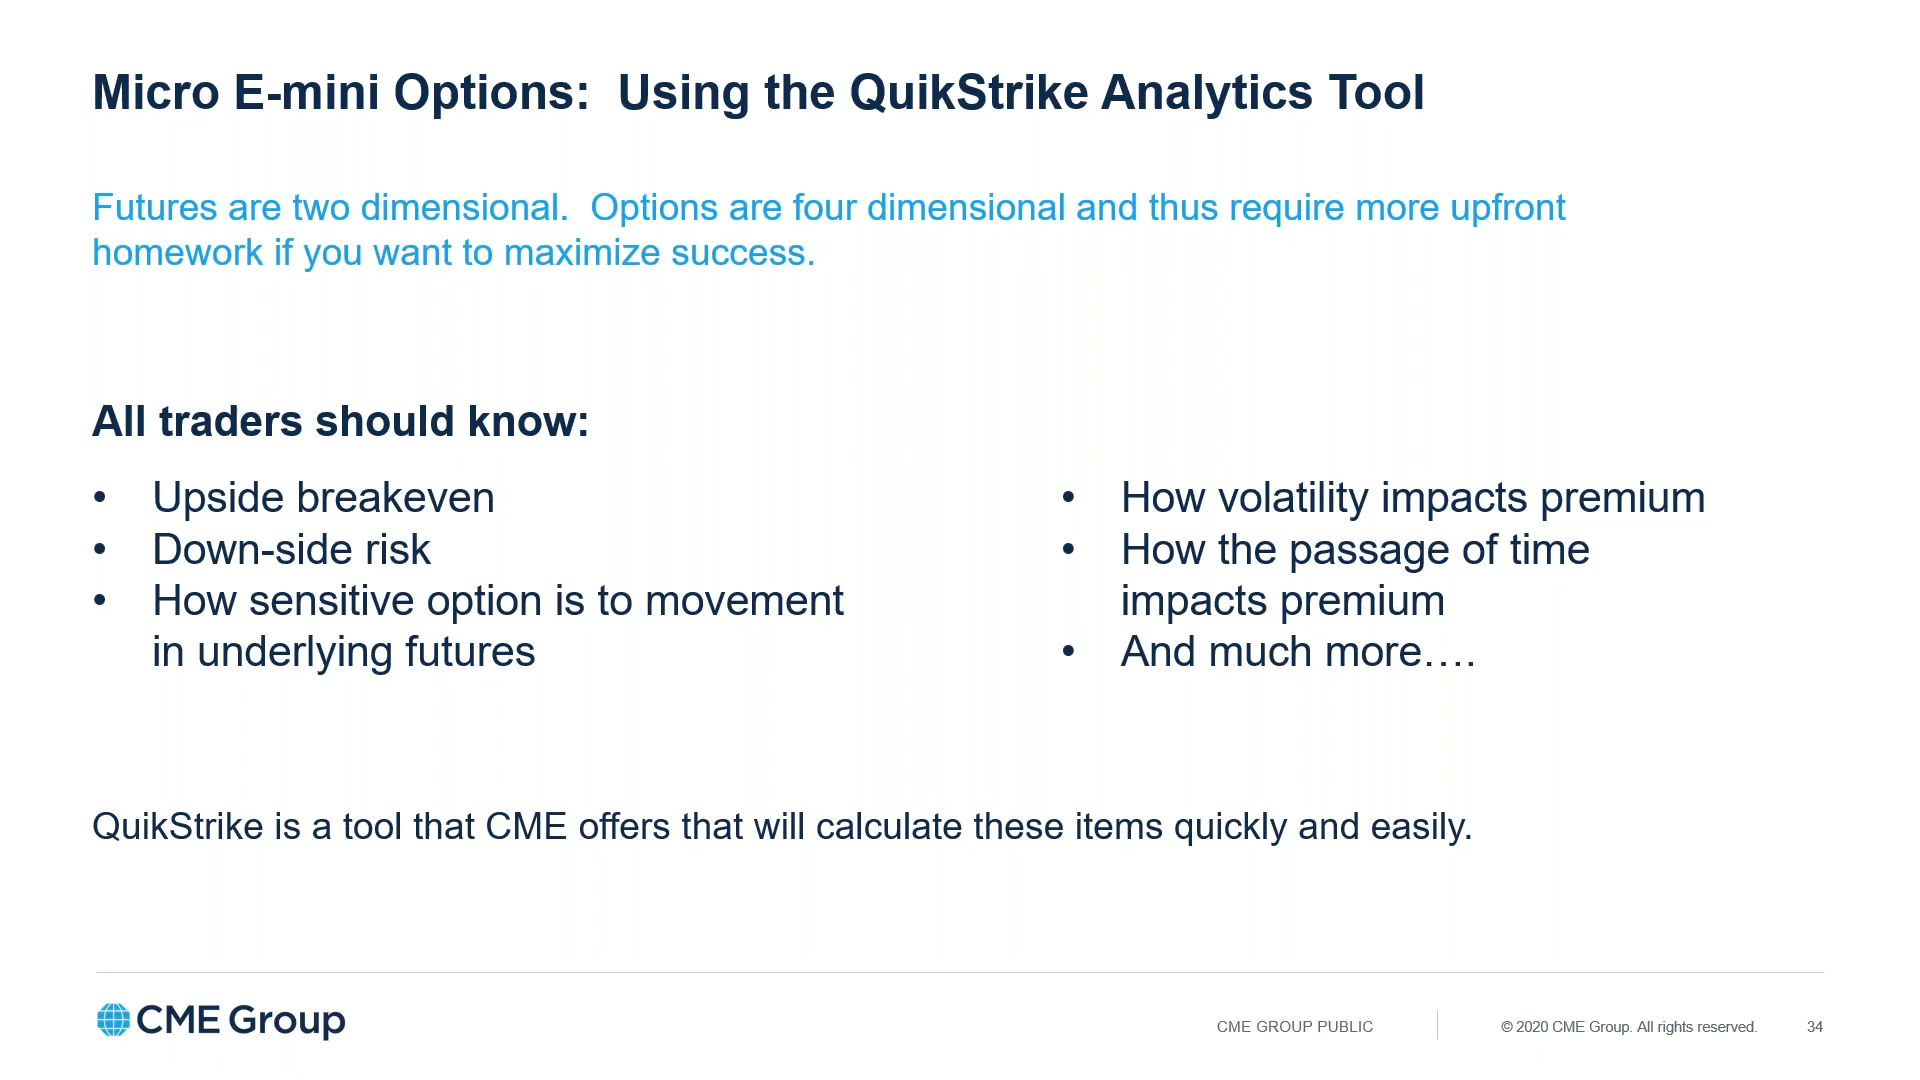 Micro E-mini Options:  Using the QuikStrike Analytics Tool
Futures are two dimensional.  Options are four dimensional and thus require more upfront
homework if you want to maximize success.
All traders should know:
• Upside breakeven
• Down-side risk
• How sensitive option is to movement
in underlying futures
• How volatility impacts premium
• How the passage of time
impacts premium
• And much more….
QuikStrike is a tool that CME offers that will calculate these items quickly and easily.
CME Group
CME GROUP PUBLIC
© 2020 CME Group. All rights reserved.
34